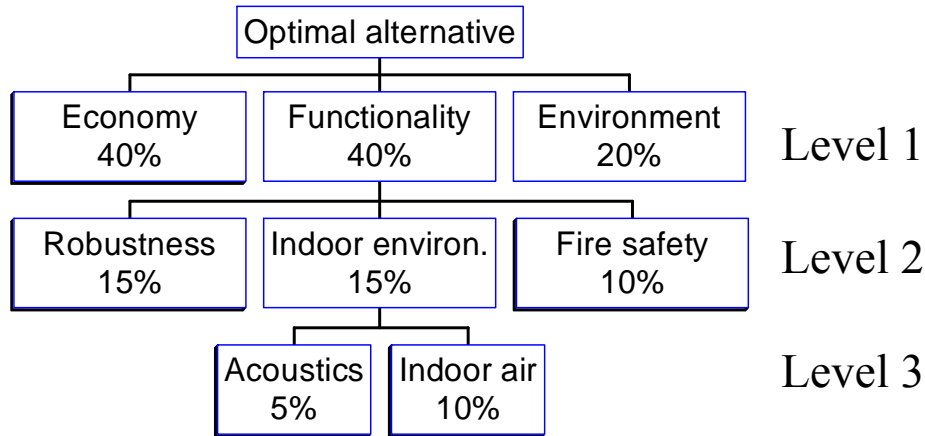 Optimal alternative
Economy
40%
Functionality
40%
Environment
20%
Level 1
Robustness
15%
Indoor environ.
15%
Fire safety
10%
Level 2
Acoustics
5%
Indoor air
10%
Level 3